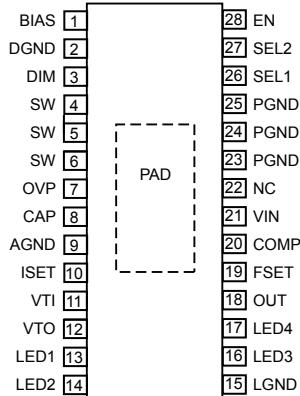 BIAS 1 28 EN
DGND 2 27 SEL2
DIM 3 26 SEL1
SW 4 25 PGND
SW 5 24 PGND
SW 6 23 PGND
PAD
OVP 7 22 NC
CAP 8 21 VIN
AGND 9 20 COMP
ISET 10 19 FSET
VTI 11 18 OUT
VTO 12 17 LED4
LED1 13 16 LED3
LED2 14 15 LGND